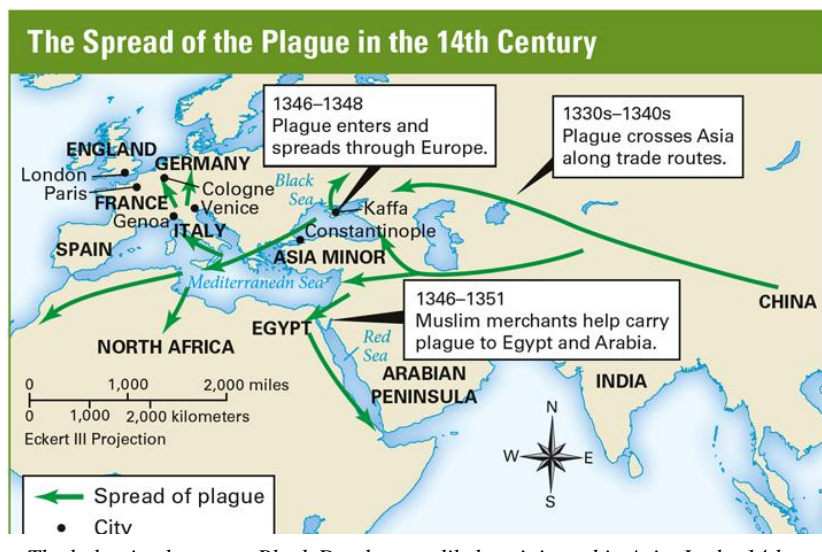 The Spread of the Plague in the 14th Century
1346–1348
Plague enters and
spreads through Europe.
1330s–1340s
Plague crosses Asia
along trade routes.
ENGLAND
London
GERMANY
Paris
Cologne
FRANCE
Venice
Genoa
ITALY
SPAIN
Black
Sea
Kaffa
Constantinople
ASIA MINOR
Mediterranedn Sea
CHINA
1346–1351
Muslim merchants help carry
plague to Egypt and Arabia.
EGYPT
NORTH AFRICA
Red
Sea
ARABIAN
PENINSULA
INDIA
0 1,000 2,000 miles
0 1,000 2,000 kilometers
Eckert III Projection
N
W E
S
Spread of plague
City